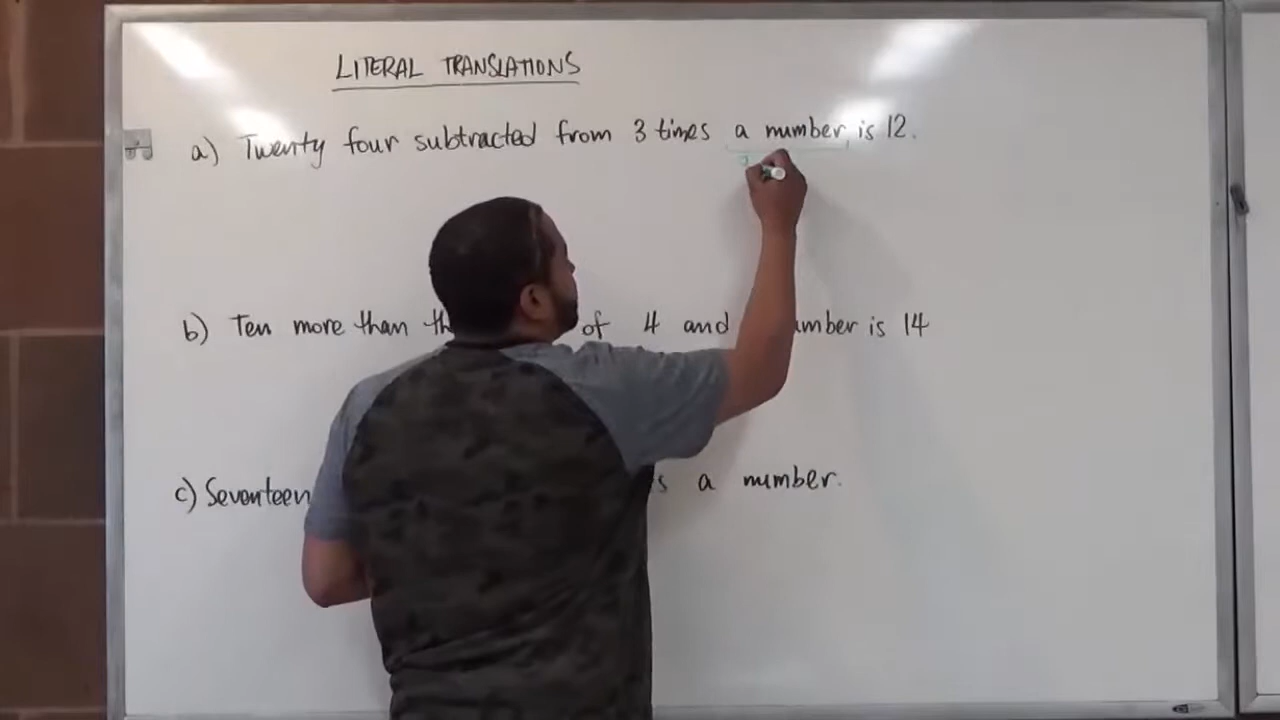 LITERAL TRANSLATIONS
a) Twenty four subtracted from 3 times a number is 12.
b) Ten more than of 4 and is 14
c) Seventeen a number.